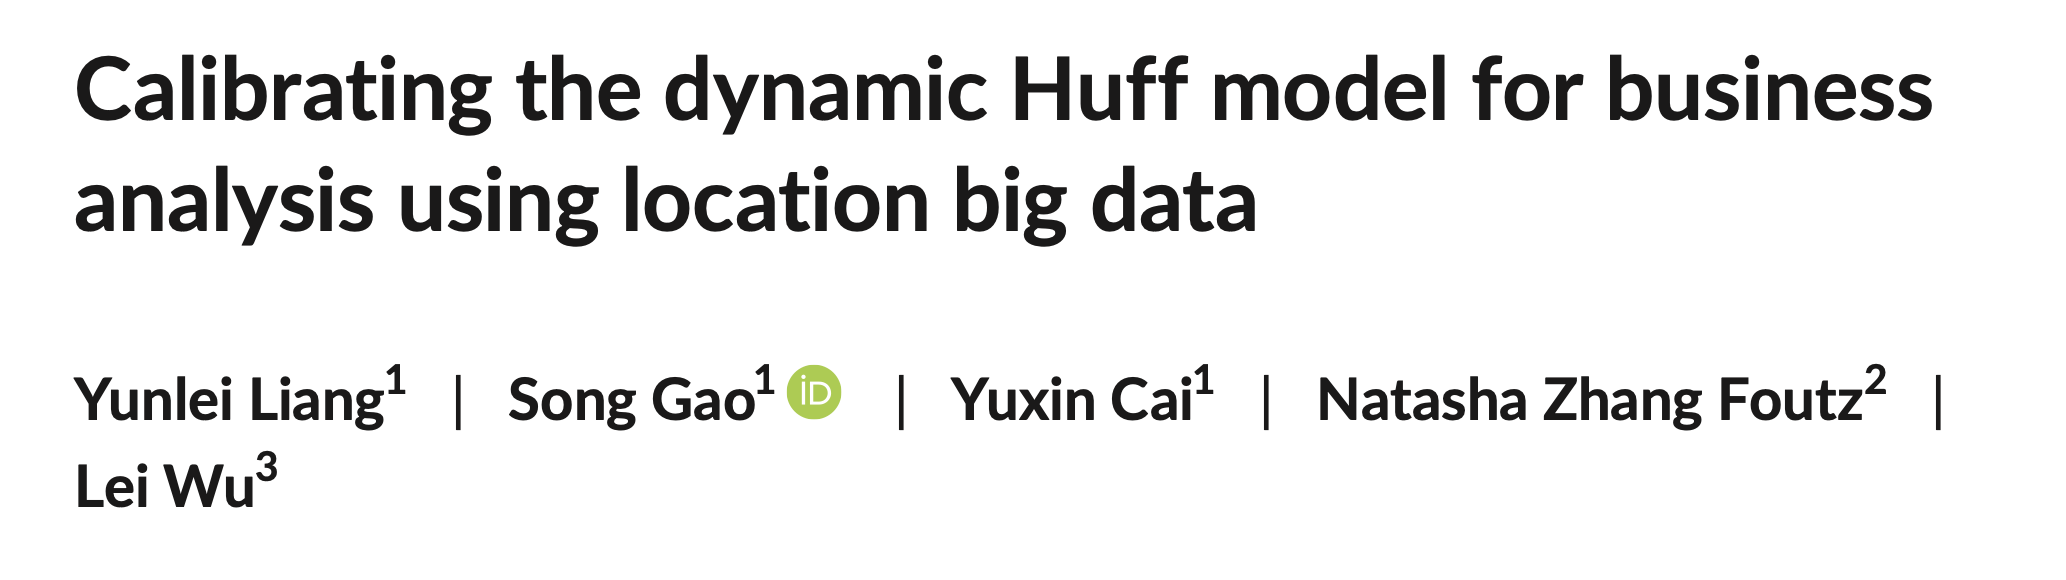 Calibrating the dynamic Huff model for business
analysis using location big data
Yunlei Liang1 | Song Gao1 iD | Yuxin Cai1 | Natasha Zhang Foutz2 |
Lei Wu3